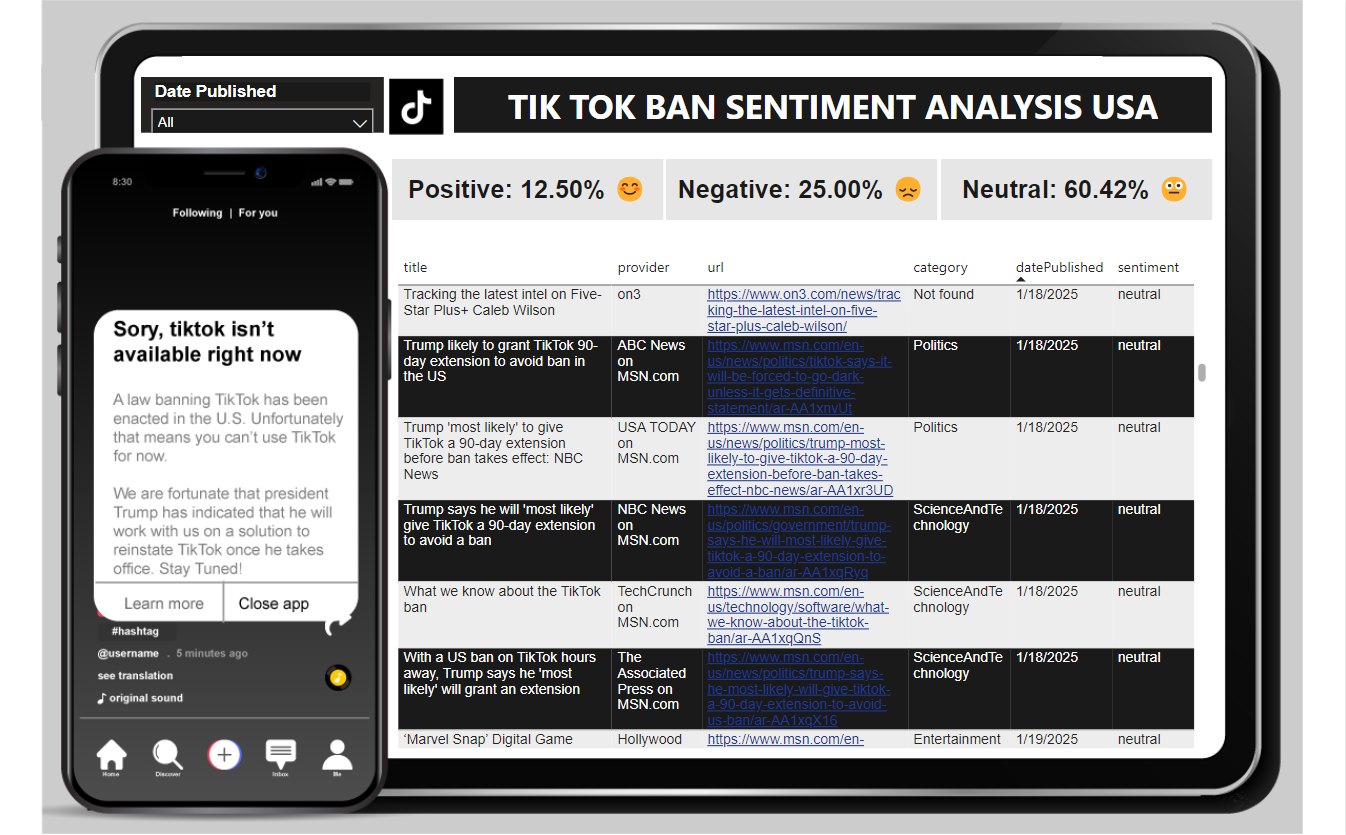 Date Published
All
TIK TOK BAN SENTIMENT ANALYSIS USA
Positive: 12.50% 😊
Negative: 25.00% 😞
Neutral: 60.42% 😐
8:30
Following | For you
Sorry, tiktok isn’t
available right now
A law banning TikTok has been
enacted in the U.S. Unfortunately
that means you can’t use TikTok
for now.
We are fortunate that president
Trump has indicated that he will
work with us on a solution to
reinstate TikTok once he takes
office. Stay Tuned!
Learn more
Close app
#hashtag
@username . 5 minutes ago
see translation
original sound
Home
Discover
Inbox
Me
title
provider
url
category
datePublished
sentiment
Tracking the latest intel on Five-
Star Plus+ Caleb Wilson
on3
https://www.on3.com/news/trac
king-the-latest-intel-on-five-
star-plus-caleb-wilson/
Not found
1/18/2025
neutral
Trump likely to grant TikTok 90-
day extension to avoid ban in
the US
ABC News
on
MSN.com
https://www.msn.com/en-
us/news/politics/tiktok-says-it-
will-be-forced-to-go-dark-
unless-it-gets-definitive-
statement/ar-AA1xnvUt
Politics
1/18/2025
neutral
Trump 'most likely' to give
TikTok a 90-day extension
before ban takes effect: NBC
News
USA TODAY
on
MSN.com
https://www.msn.com/en-
us/news/politics/trump-most-
likely-to-give-tiktok-a-90-day-
extension-before-ban-takes-
effect-nbc-news/ar-AA1xr3UD
Politics
1/18/2025
neutral
Trump says he will 'most likely'
give TikTok a 90-day extension
to avoid a ban
NBC News
on
MSN.com
https://www.msn.com/en-
us/politics/government/trump-
says-he-will-most-likely-give-
tiktok-a-90-day-extension-to-
avoid-a-ban/ar-AA1xqRyq
ScienceAndTe
chnology
1/18/2025
neutral
What we know about the TikTok
ban
TechCrunch
on
MSN.com
https://www.msn.com/en-
us/technology/software/what-
we-know-about-the-tiktok-
ban/ar-AA1xqQnS
ScienceAndTe
chnology
1/18/2025
neutral
With a US ban on TikTok hours
away, Trump says he 'most
likely' will grant an extension
The
Associated
Press on
MSN.com
https://www.msn.com/en-
us/news/politics/trump-says-
he-most-likely-will-give-tiktok-
a-90-day-extension-to-avoid-
us-ban/ar-AA1xqX16
ScienceAndTe
chnology
1/18/2025
neutral
‘Marvel Snap’ Digital Game
Hollywood
https://www.msn.com/en-
Entertainment
1/19/2025
neutral